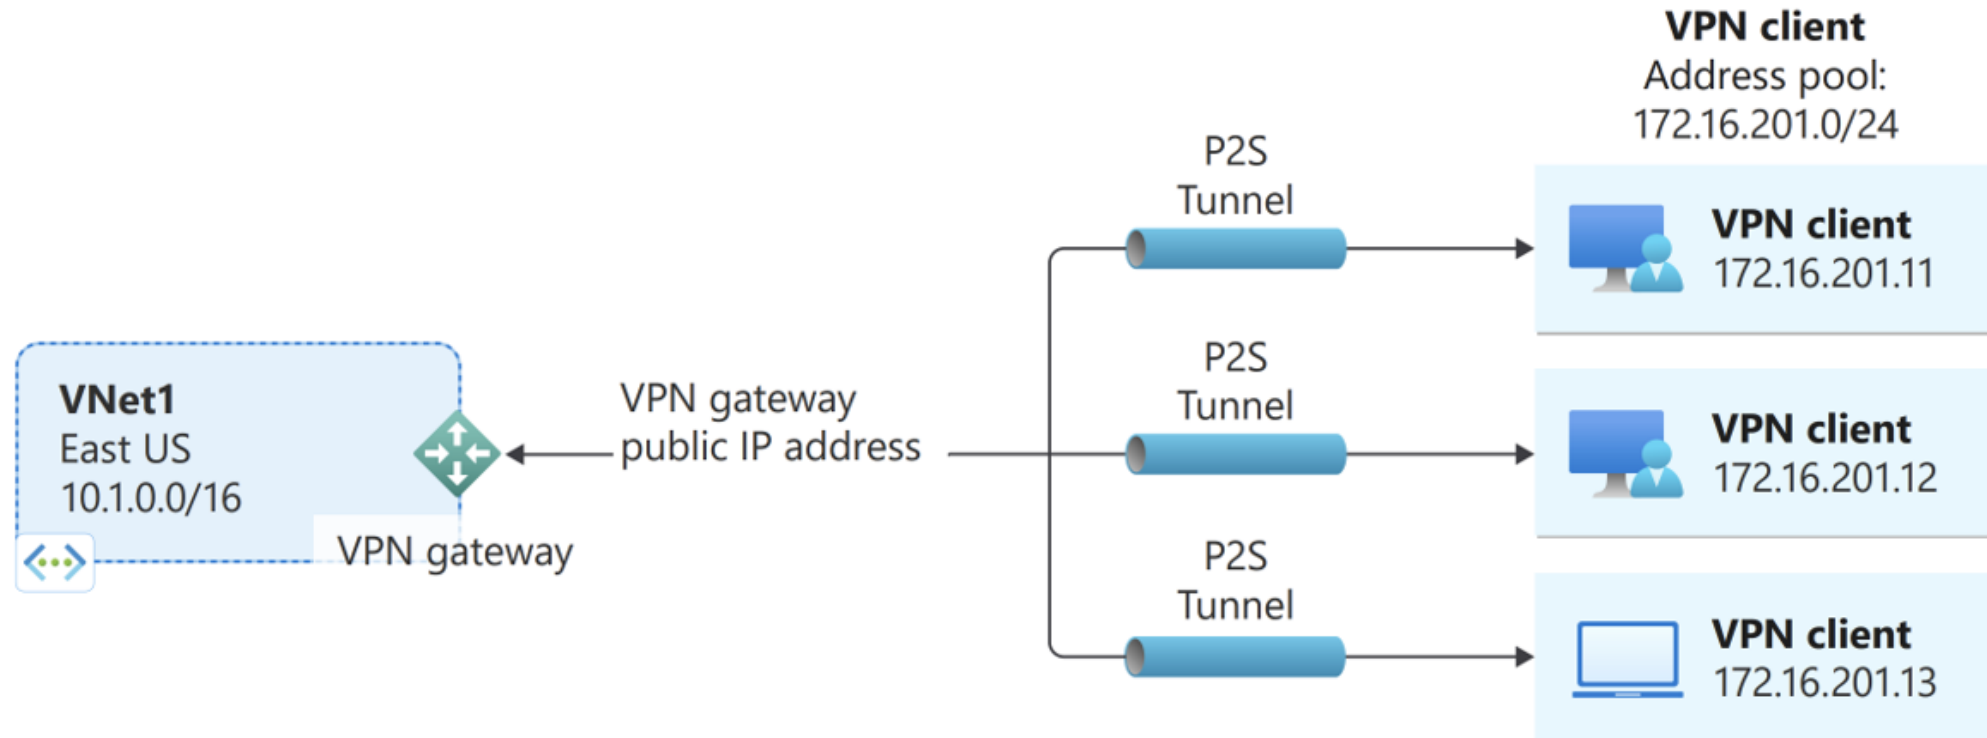 VPN client
Address pool:
172.16.201.0/24
P2S
Tunnel
VPN client
172.16.201.11
P2S
Tunnel
VPN client
172.16.201.12
VNet1
East US
10.1.0.0/16
VPN gateway
public IP address
VPN gateway
P2S
Tunnel
VPN client
172.16.201.13